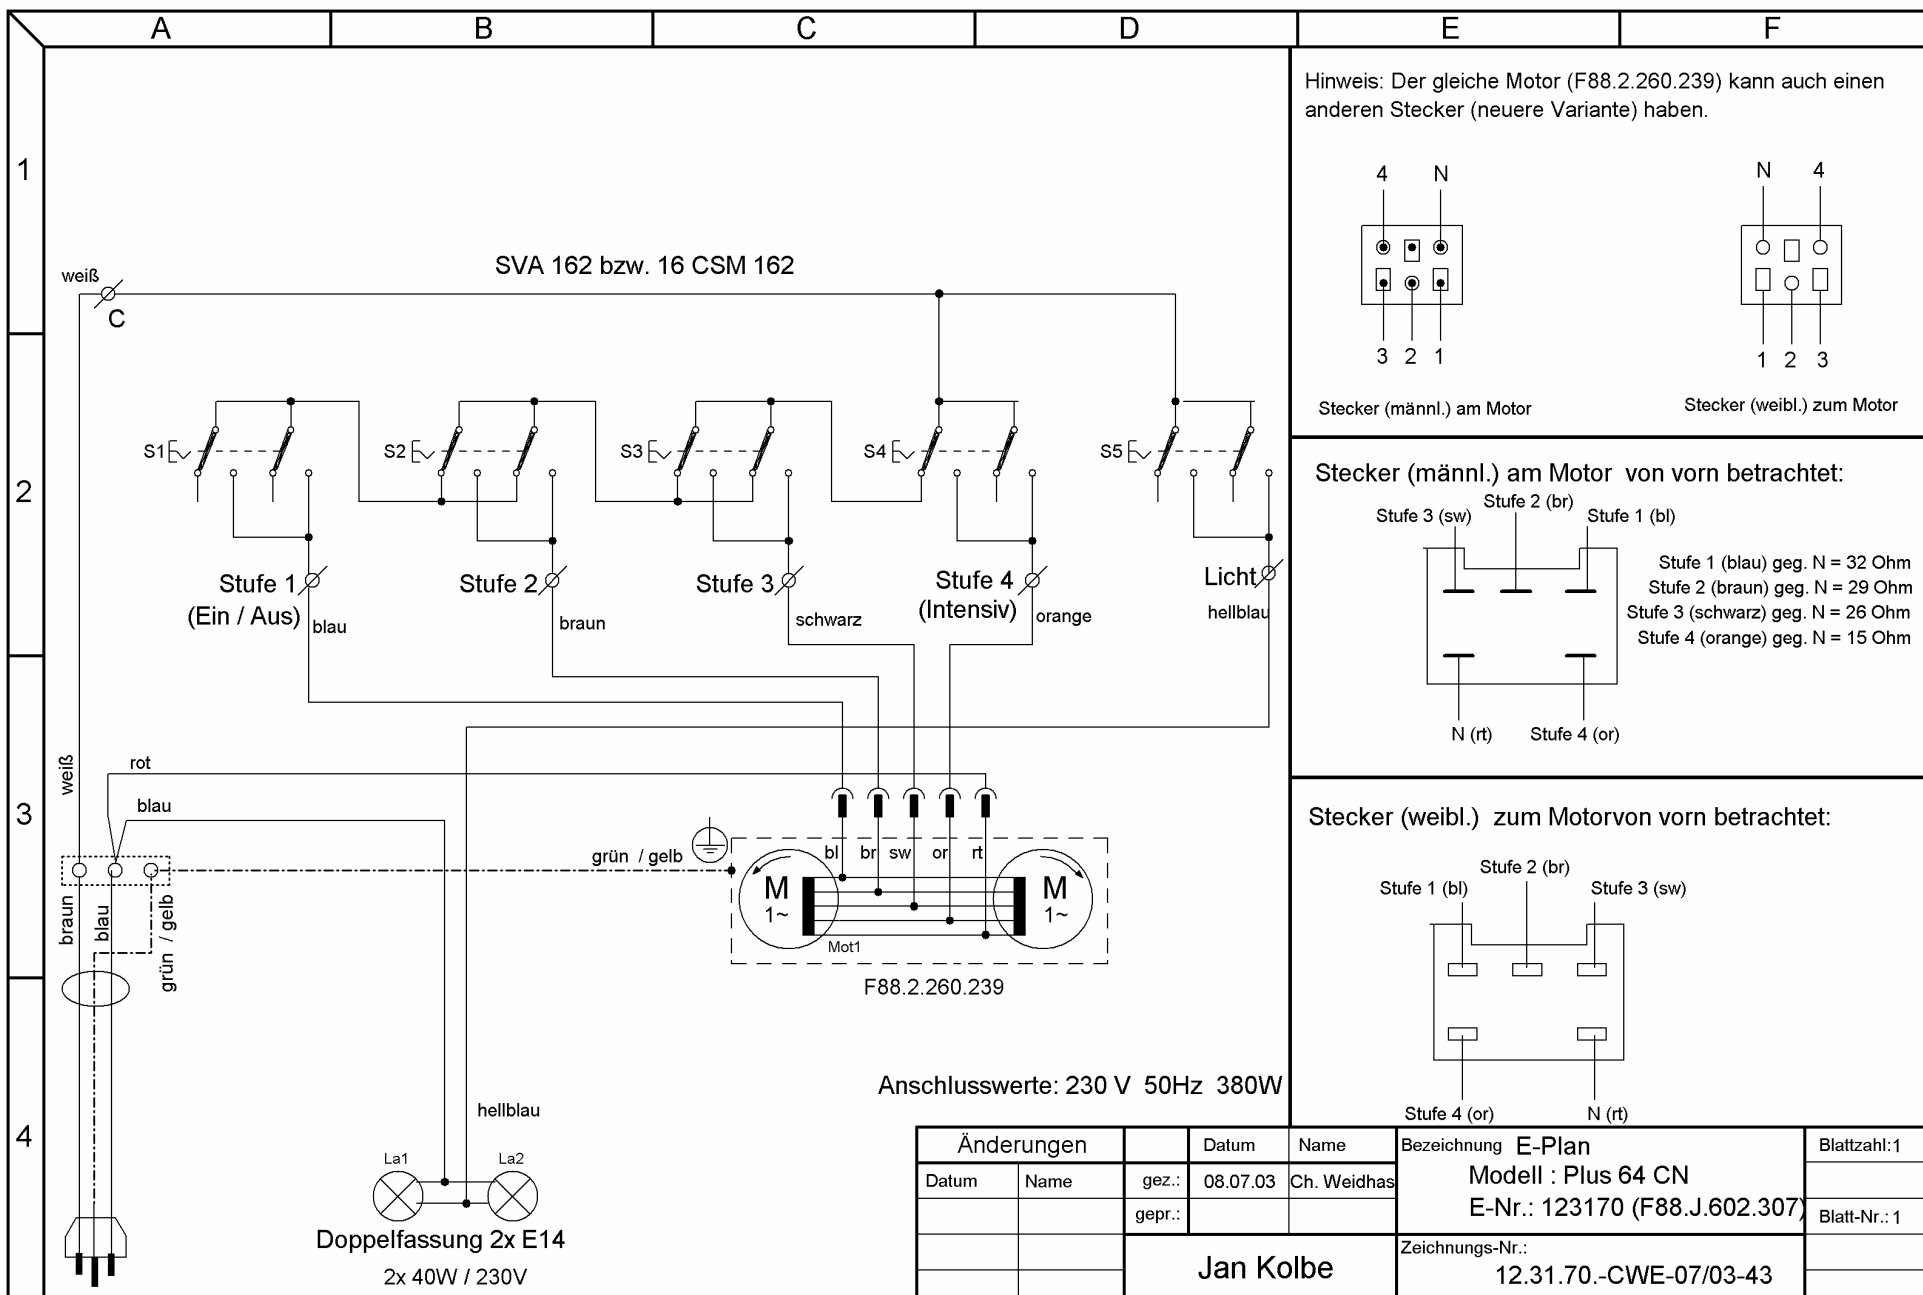 A B C D E F
1
2
3
4
weiß
C
SVA 162 bzw. 16 CSM 162
S1
S2
S3
S4
S5
Stufe 1
(Ein / Aus)
blau
Stufe 2
braun
Stufe 3
schwarz
Stufe 4
(Intensiv)
orange
Licht
hellblau
weiß
rot
blau
braun
blau
grün / gelb
grün / gelb
bl br sw or rt
M
1~
M
1~
Mot1
F88.2.260.239
Anschlusswerte: 230 V 50Hz 380W
hellblau
La1
La2
Doppelfassung 2x E14
2x 40W / 230V
Hinweis: Der gleiche Motor (F88.2.260.239) kann auch einen
anderen Stecker (neuere Variante) haben.
4 N
3 2 1
Stecker (männl.) am Motor
N 4
1 2 3
Stecker (weibl.) zum Motor
Stecker (männl.) am Motor von vorn betrachtet:
Stufe 3 (sw)
Stufe 2 (br)
Stufe 1 (bl)
Stufe 1 (blau) geg. N = 32 Ohm
Stufe 2 (braun) geg. N = 29 Ohm
Stufe 3 (schwarz) geg. N = 26 Ohm
Stufe 4 (orange) geg. N = 15 Ohm
N (rt)
Stufe 4 (or)
Stecker (weibl.) zum Motorvon vorn betrachtet:
Stufe 1 (bl)
Stufe 2 (br)
Stufe 3 (sw)
Stufe 4 (or)
N (rt)
Änderungen
Datum Name
Datum Name
gez.: 08.07.03 Ch. Weidhas
gepr.:
Jan Kolbe
Bezeichnung E-Plan
Modell : Plus 64 CN
E-Nr.: 123170 (F88.J.602.307)
Zeichnungs-Nr.:
12.31.70.-CWE-07/03-43
Blattzahl:1
Blatt-Nr.: 1